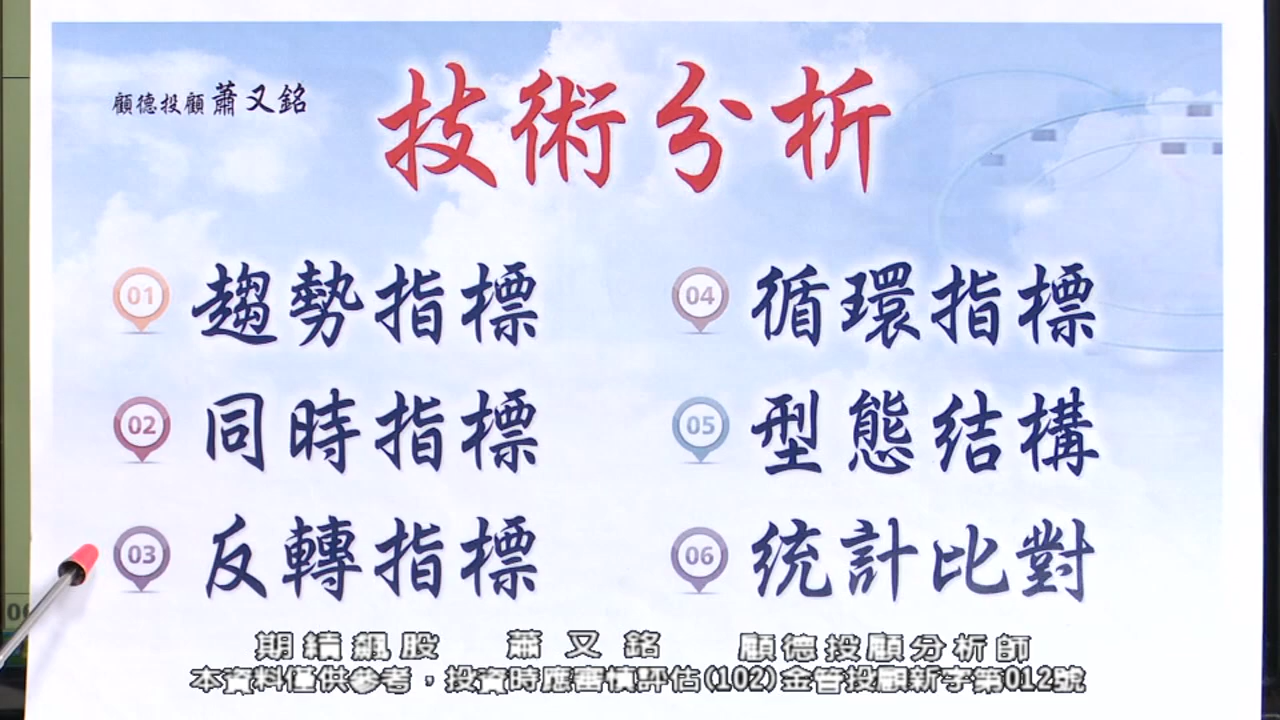 顧德投顧 蕭又銘
技術分析
01 趨勢指標
02 同時指標
03 反轉指標
04 循環指標
05 型態结構
06 统計比對
期續飆股 蕭又銘 顧德投顧分析師
本資料僅供參考,投資時應審慎評估(102)金管投顧新字第012號